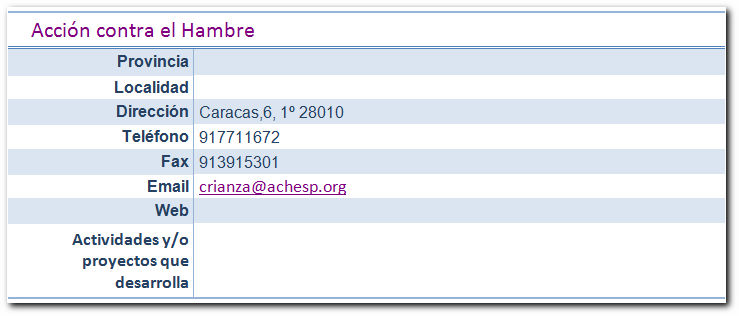 Acción contra el Hambre
Provincia
Localidad
Dirección Caracas,6, 1º 28010
Teléfono 917711672
Fax 913915301
Email crianza@achesp.org
Web
Actividades y/o
proyectos que
desarrolla